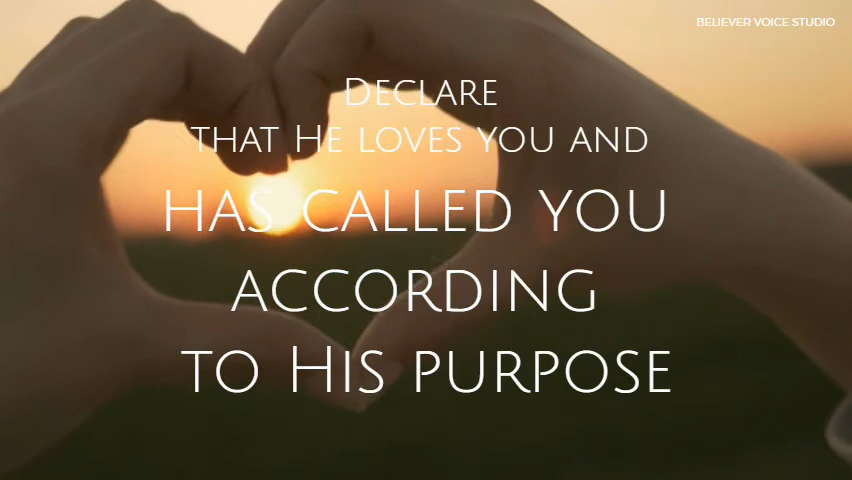 BELIEVER VOICE STUDIO
Declare
that He loves you and
has called you
according
to His purpose